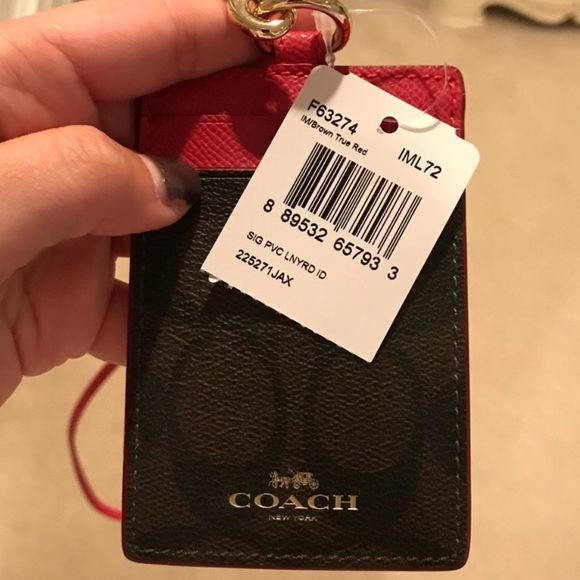 F63274
IM/Brown True Red
IML72
8 89532 65793 3
SIG PVC LNYRD ID
225271JAX
COACH
NEW YORK